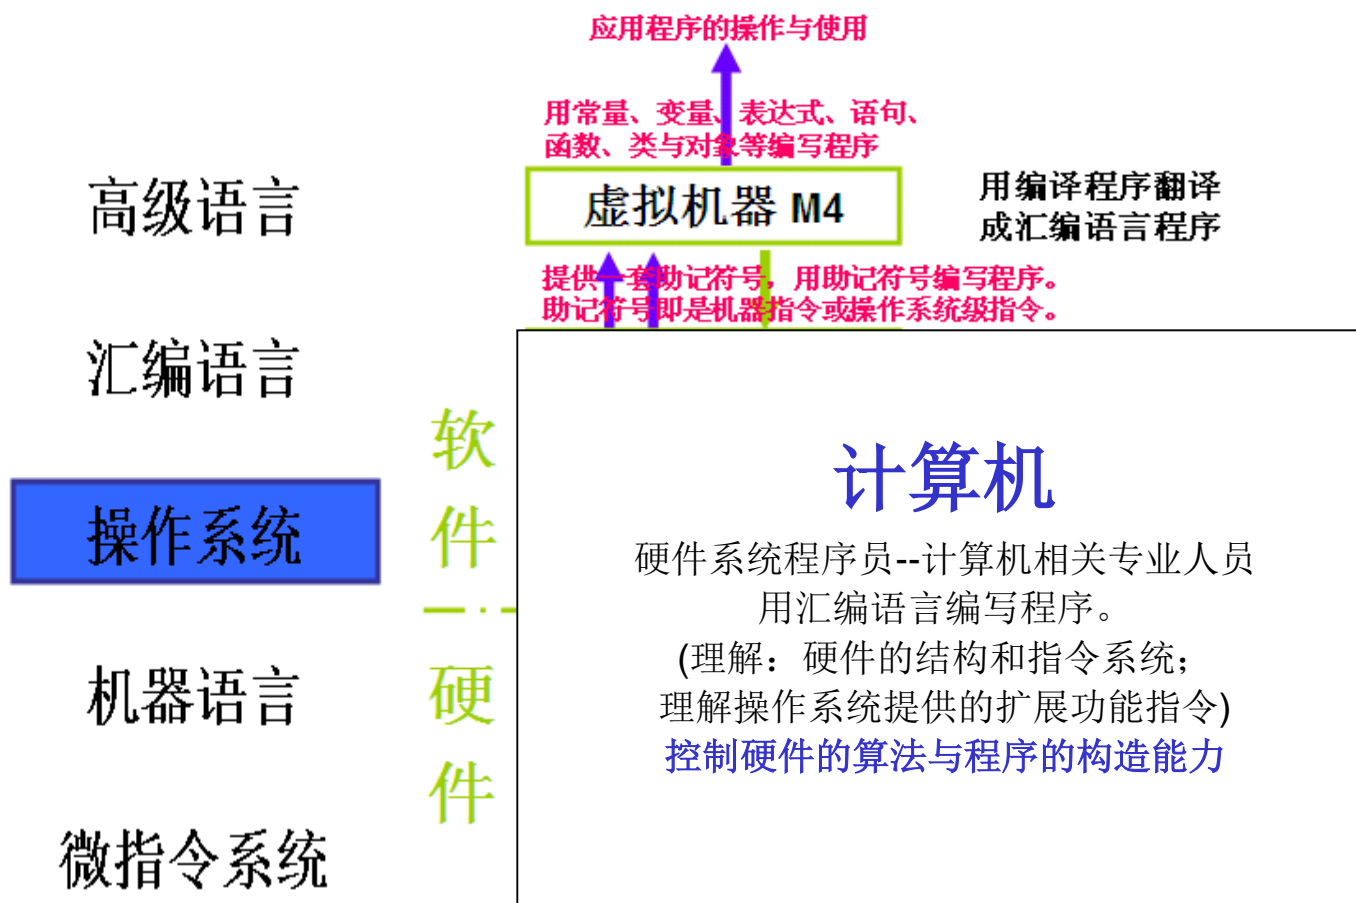 应用程序的操作与使用
用常量、变量、表达式、语句、
函数、类与对象等编写程序
高级语言
虚拟机器 M4
用编译程序翻译
成汇编语言程序
提供一套助记符号，用助记符号编写程序。
助记符号即是机器指令或操作系统级指令。
汇编语言
操作系统
机器语言
微指令系统
软
件
硬
件
计算机
硬件系统程序员--计算机相关专业人员
用汇编语言编写程序。
(理解：硬件的结构和指令系统；
理解操作系统提供的扩展功能指令)
控制硬件的算法与程序的构造能力